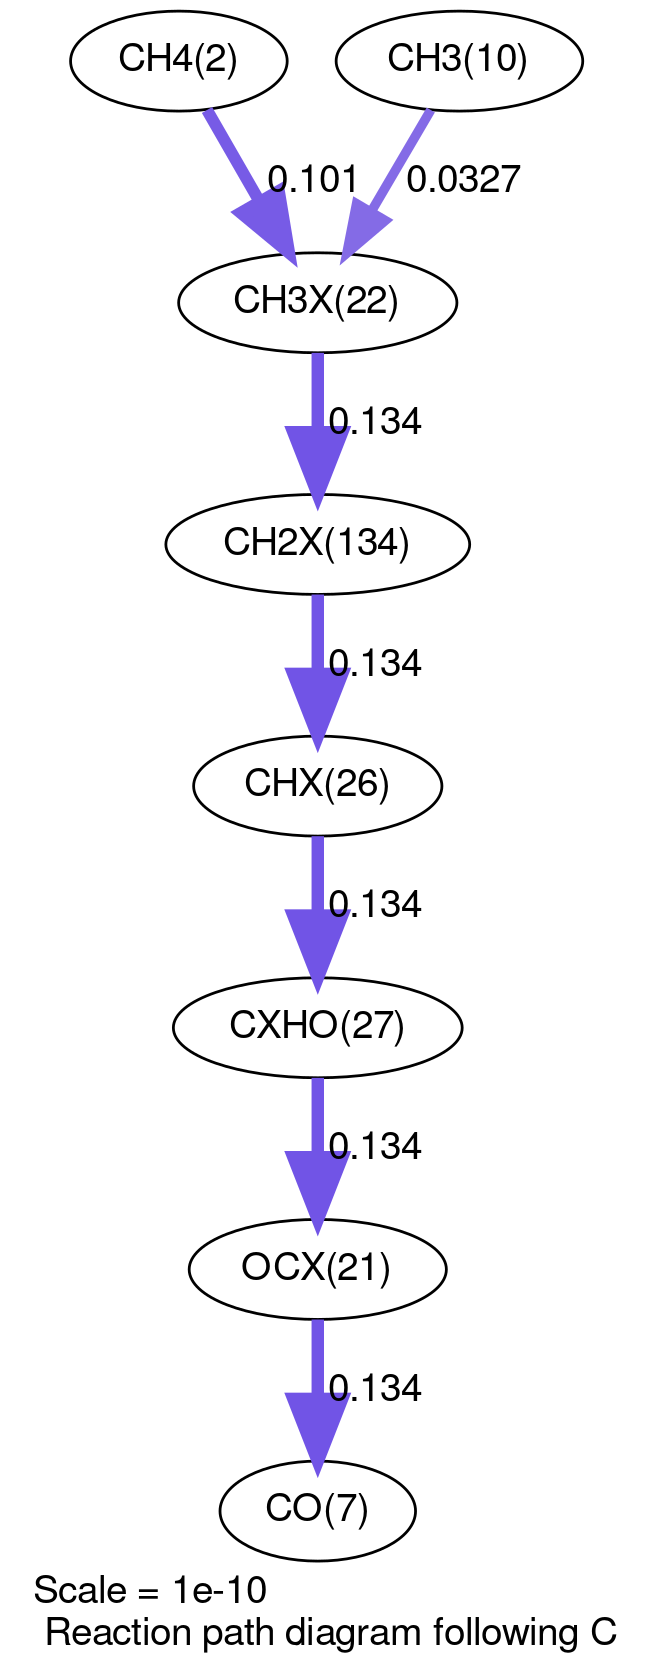 CH4(2)
CH3(10)
0.101
0.0327
CH3X(22)
0.134
CH2X(134)
0.134
CHX(26)
0.134
CXHO(27)
0.134
OCX(21)
0.134
CO(7)
Scale = 1e-10
Reaction path diagram following C